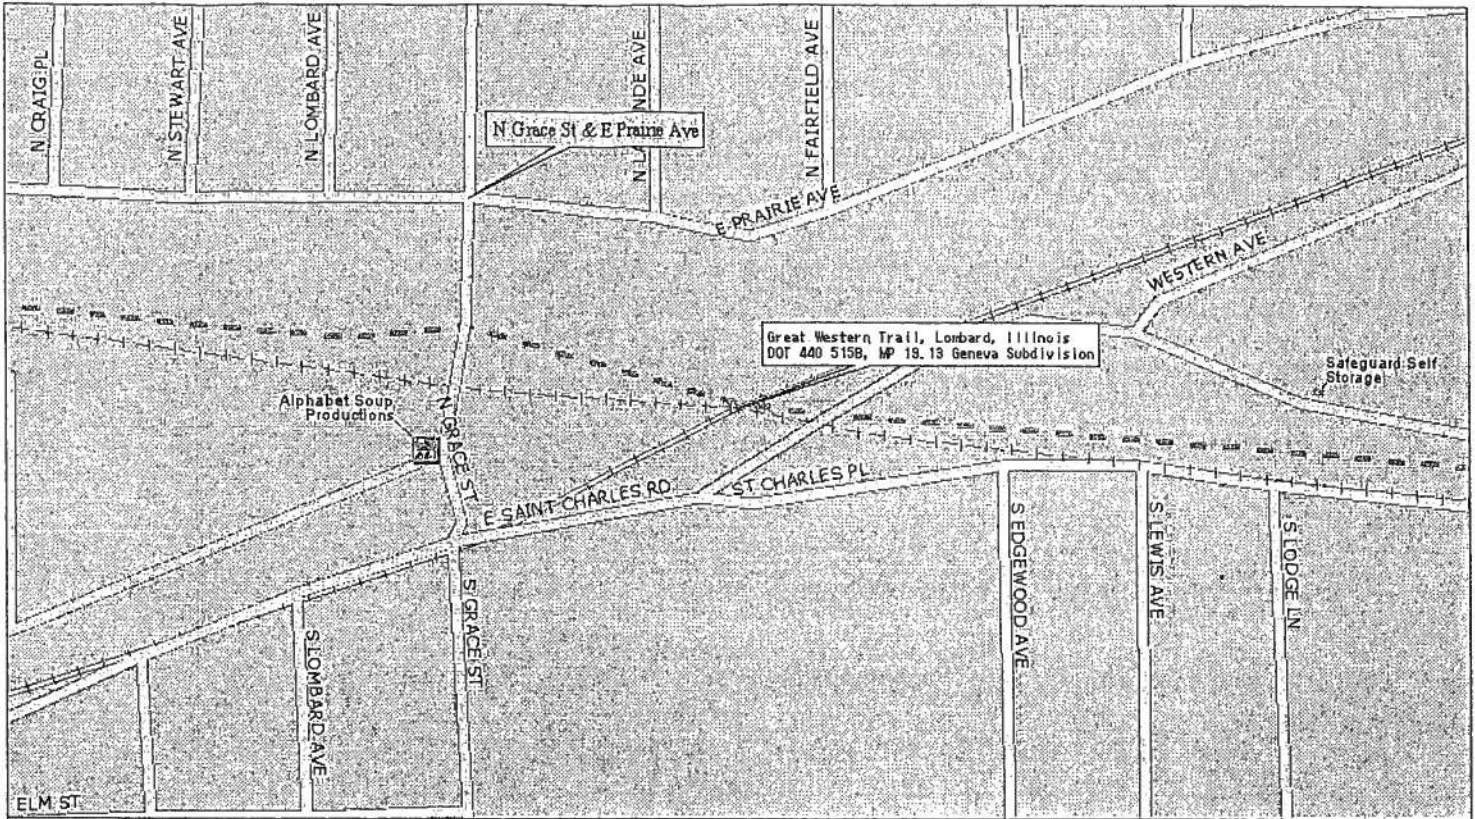 N CRAIG PL
N STEWART AVE
N LOMBARD AVE
AVE
N FAIRFIELD AVE
N Grace St & E Prairie Ave
E PRAIRIE AVE
WESTERN AVE
Great Western Trail, Lombard, Illinois
DOT 440 515B, MP 19.13 Geneva Subdivision
Safeguard Self
Storage
Alphabet Soup
Productions
N GRACE ST
E SAINT CHARLES RD
ST CHARLES PL
S EDGEWOOD AVE
S LEWIS AVE
S LODGE LN
S GRACE ST
S LOMBARD AVE
ELM ST